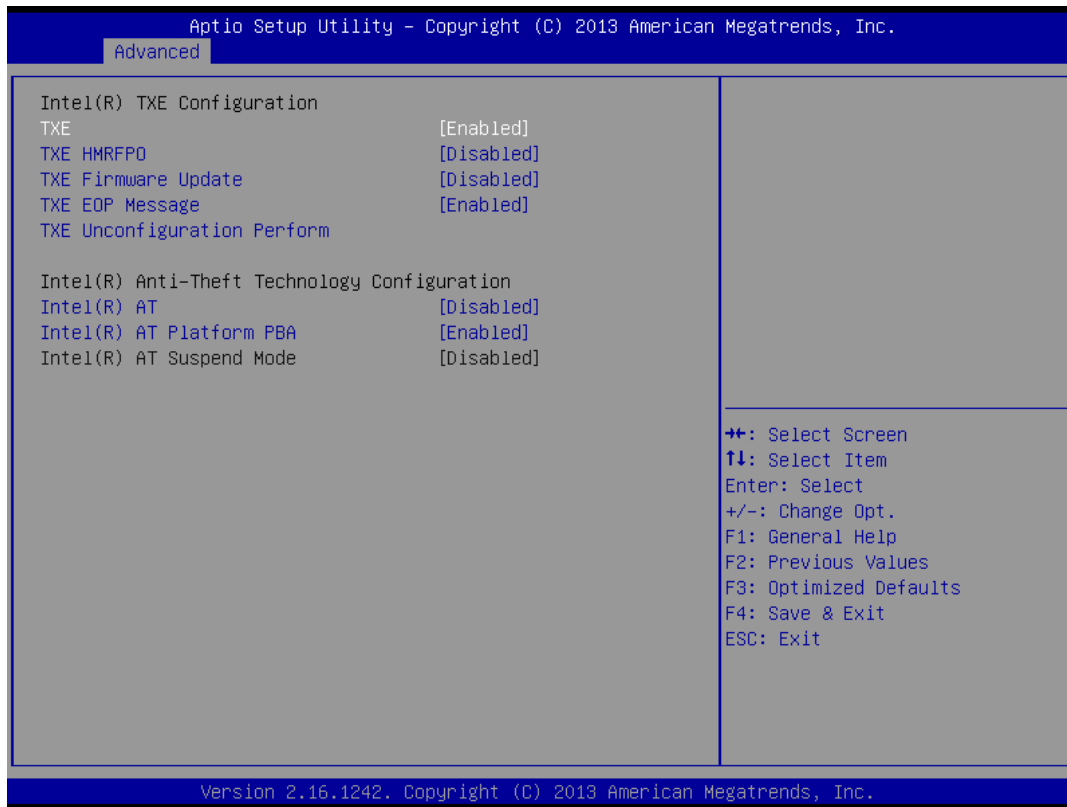 Aptio Setup Utility – Copyright (C) 2013 American Megatrends, Inc.
Advanced
Intel(R) TXE Configuration
TXE [Enabled]
TXE HMRFPO [Disabled]
TXE Firmware Update [Disabled]
TXE EOP Message [Enabled]
TXE Unconfiguration Perform
Intel(R) Anti-Theft Technology Configuration
Intel(R) AT [Disabled]
Intel(R) AT Platform PBA [Enabled]
Intel(R) AT Suspend Mode [Disabled]
→←: Select Screen
↑↓: Select Item
Enter: Select
+/-: Change Opt.
F1: General Help
F2: Previous Values
F3: Optimized Defaults
F4: Save & Exit
ESC: Exit
Version 2.16.1242. Copyright (C) 2013 American Megatrends, Inc.